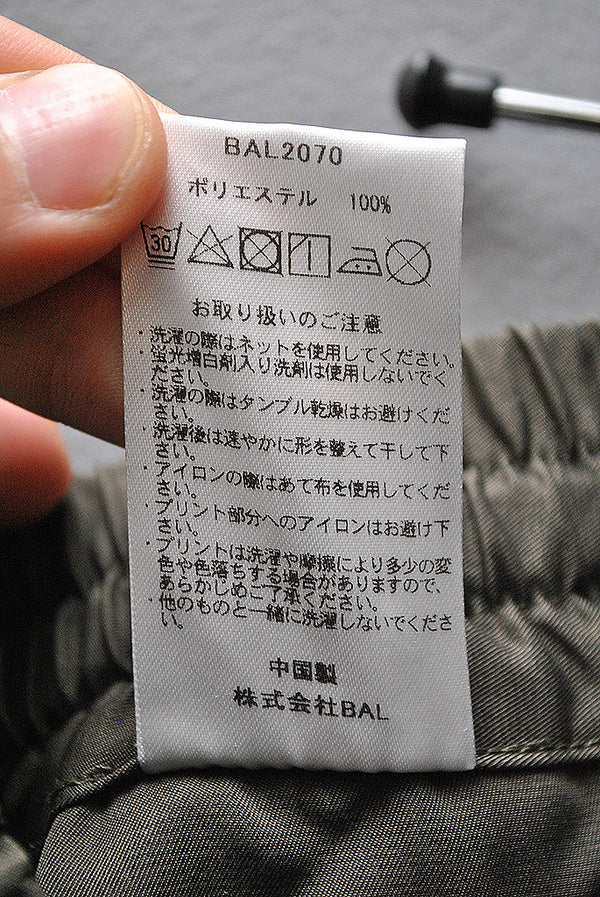 BAL2070
ポリエステル 100%
30
お取り扱いのご注意
・洗濯の際はネットを使用してください。
・蛍光増白剤入り洗剤は使用しないでく
ださい。
・洗濯の際はタンブル乾燥はお避けくだ
さい。
・洗濯後は速やかに形を整えて干して下
さい。
・アイロンの際はあて布を使用してくだ
さい。
・プリント部分へのアイロンはお避け下
さい。
・プリントは洗濯や摩擦により多少の変
色や色落ちする場合がありますので、
あらかじめご了承ください。
・他のものと一緒に洗濯しないでくださ
い。
中国製
株式会社BAL